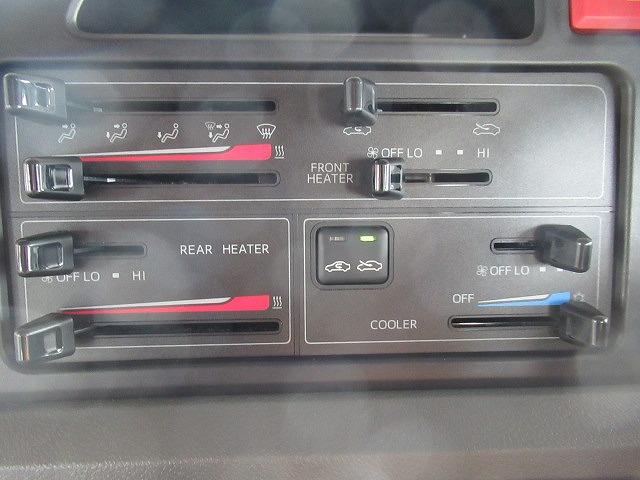 OFF LO HI
FRONT
HEATER
REAR HEATER
OFF LO HI
OFF LO
OFF
COOLER